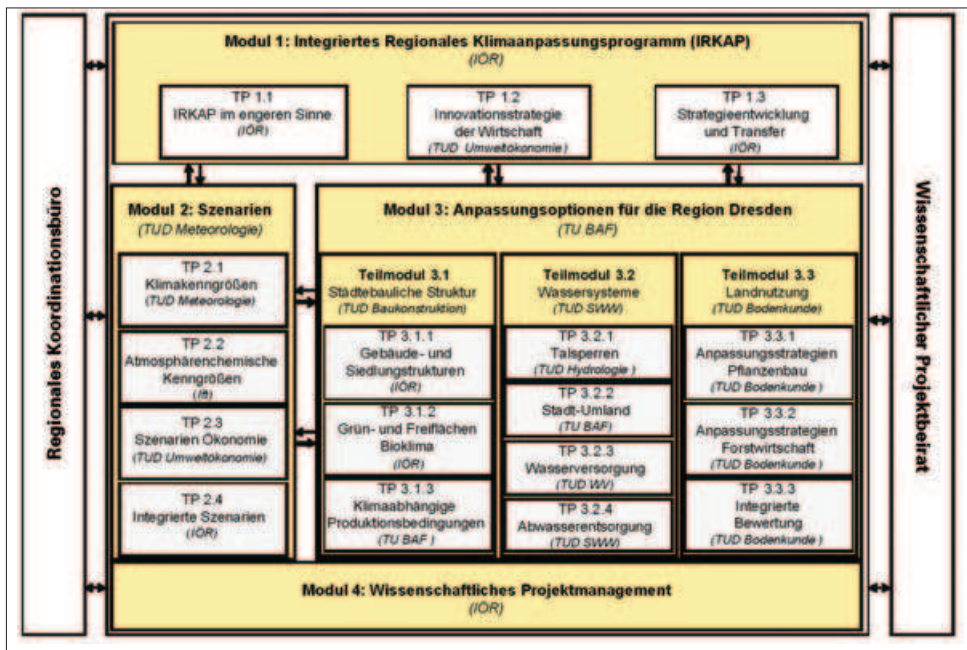 Regionales Koordinationsbüro
Modul 1: Integriertes Regionales Klimaanpassungsprogramm (IRKAP)
(IÖR)
TP 1.1
IRKAP im engeren Sinne
(IÖR)
TP 1.2
Innovationsstrategie
der Wirtschaft
(TUD Umweltökonomie)
TP 1.3
Strategieentwicklung
und Transfer
(IÖR)
Modul 2: Szenarien
(TUD Meteorologie)
TP 2.1
Klimakenngrößen
(TUD Meteorologie)
TP 2.2
Atmosphärenchemische
Kenngrößen
(Ift)
TP 2.3
Szenarien Ökonomie
(TUD Umweltökonomie)
TP 2.4
Integrierte Szenarien
(IÖR)
Modul 3: Anpassungsoptionen für die Region Dresden
(TU BAF)
Teilmodul 3.1
Städtebauliche Struktur
(TUD Baukonstruktion)
TP 3.1.1
Gebäude- und
Siedlungsstrukturen
(IÖR)
TP 3.1.2
Grün- und Freiflächen
Bioklima
(IÖR)
TP 3.1.3
Klimaabhängige
Produktionsbedingungen
(TU BAF )
Teilmodul 3.2
Wassersysteme
(TUD SWW)
TP 3.2.1
Talsperren
(TUD Hydrologie )
TP 3.2.2
Stadt-Umland
(TU BAF)
TP 3.2.3
Wasserversorgung
(TUD WV)
TP 3.2.4
Abwasserentsorgung
(TUD SWW)
Teilmodul 3.3
Landnutzung
(TUD Bodenkunde)
TP 3.3.1
Anpassungsstrategien
Pflanzenbau
(TUD Bodenkunde )
TP 3.3.2
Anpassungsstrategien
Forstwirtschaft
(TUD Bodenkunde )
TP 3.3.3
Integrierte
Bewertung
(TUD Bodenkunde )
Modul 4: Wissenschaftliches Projektmanagement
(IÖR)
Wissenschaftlicher Projektbeirat